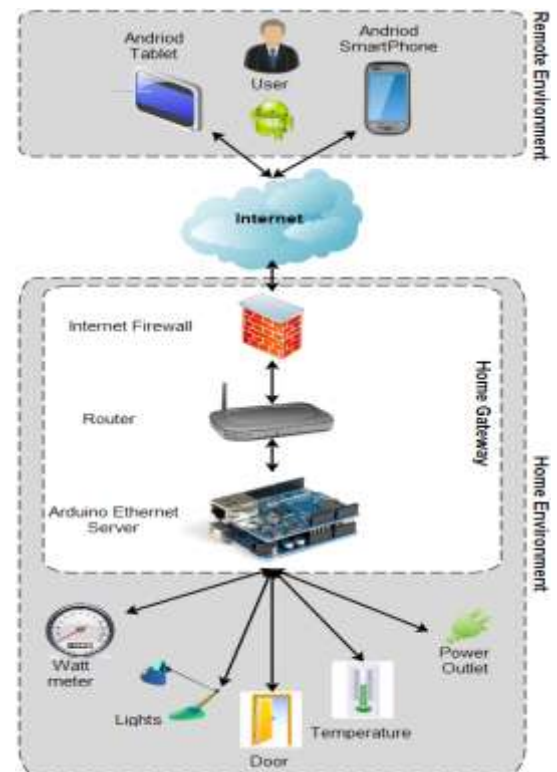 Andriod
Tablet
User
Andriod
SmartPhone
Remote Environment
Internet
Internet Firewall
Router
Arduino Ethernet
Server
Home Gateway
Home Environment
Watt
meter
Lights
Door
Temperature
Power
Outlet